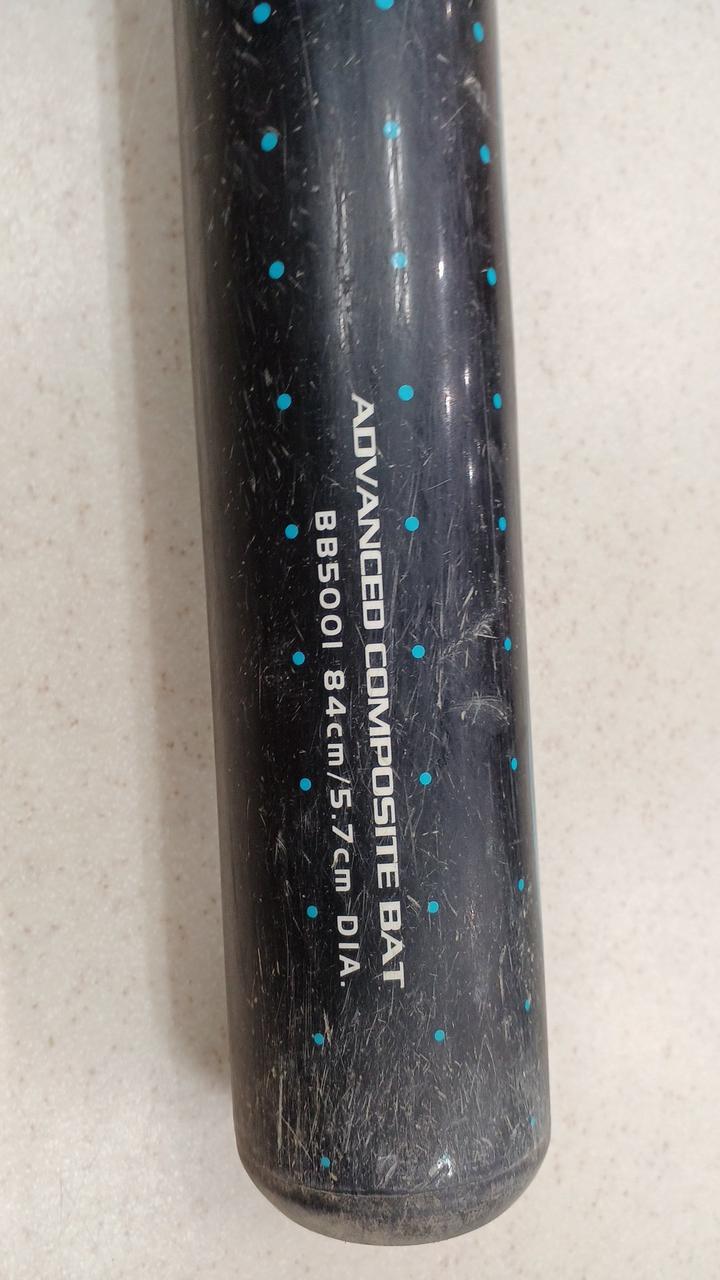 ADVANCED COMPOSITE BAT
BB5001 84cm/5.7cm DIA.